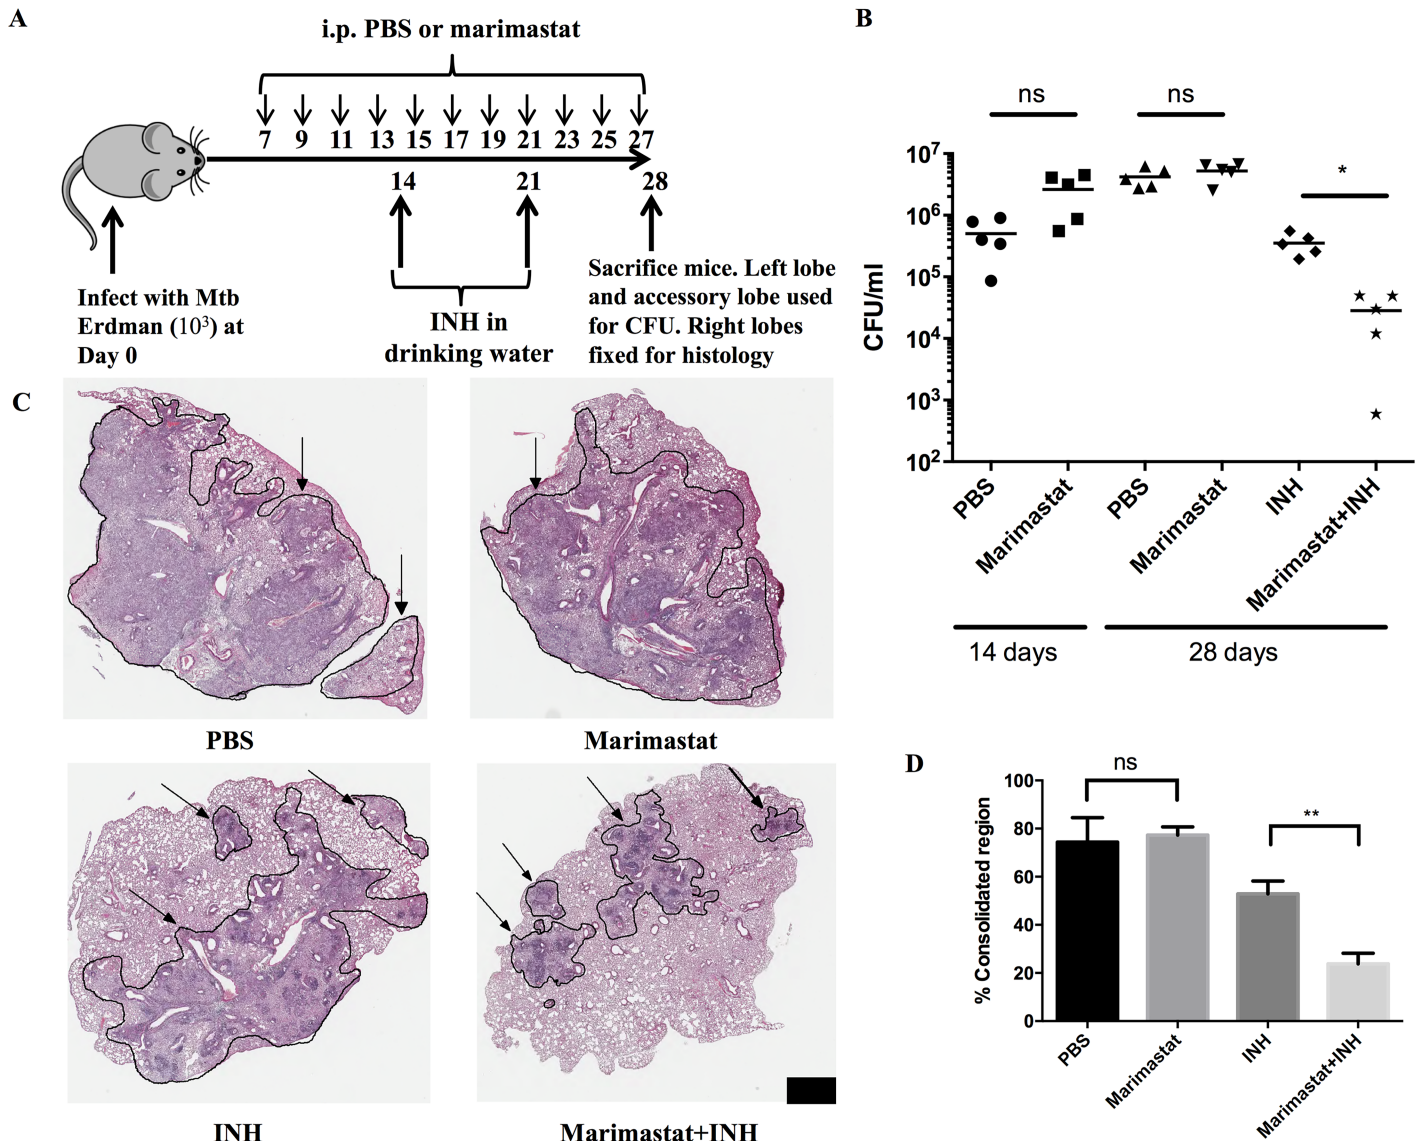 A
i.p. PBS or marimastat
7 9 11 13 15 17 19 21 23 25 27
14 21 28
Infect with Mtb
Erdman (10³) at
Day 0
INH in
drinking water
Sacrifice mice. Left lobe
and accessory lobe used
for CFU. Right lobes
fixed for histology
B
ns ns
*
CFU/ml
10⁷
10⁶
10⁵
10⁴
10³
10²
PBS
Marimastat
PBS
Marimastat
INH
Marimastat+INH
14 days
28 days
C
PBS
Marimastat
INH
Marimastat+INH
D
ns
**
% Consolidated region
100
80
60
40
20
0
PBS
Marimastat
INH
Marimastat+INH